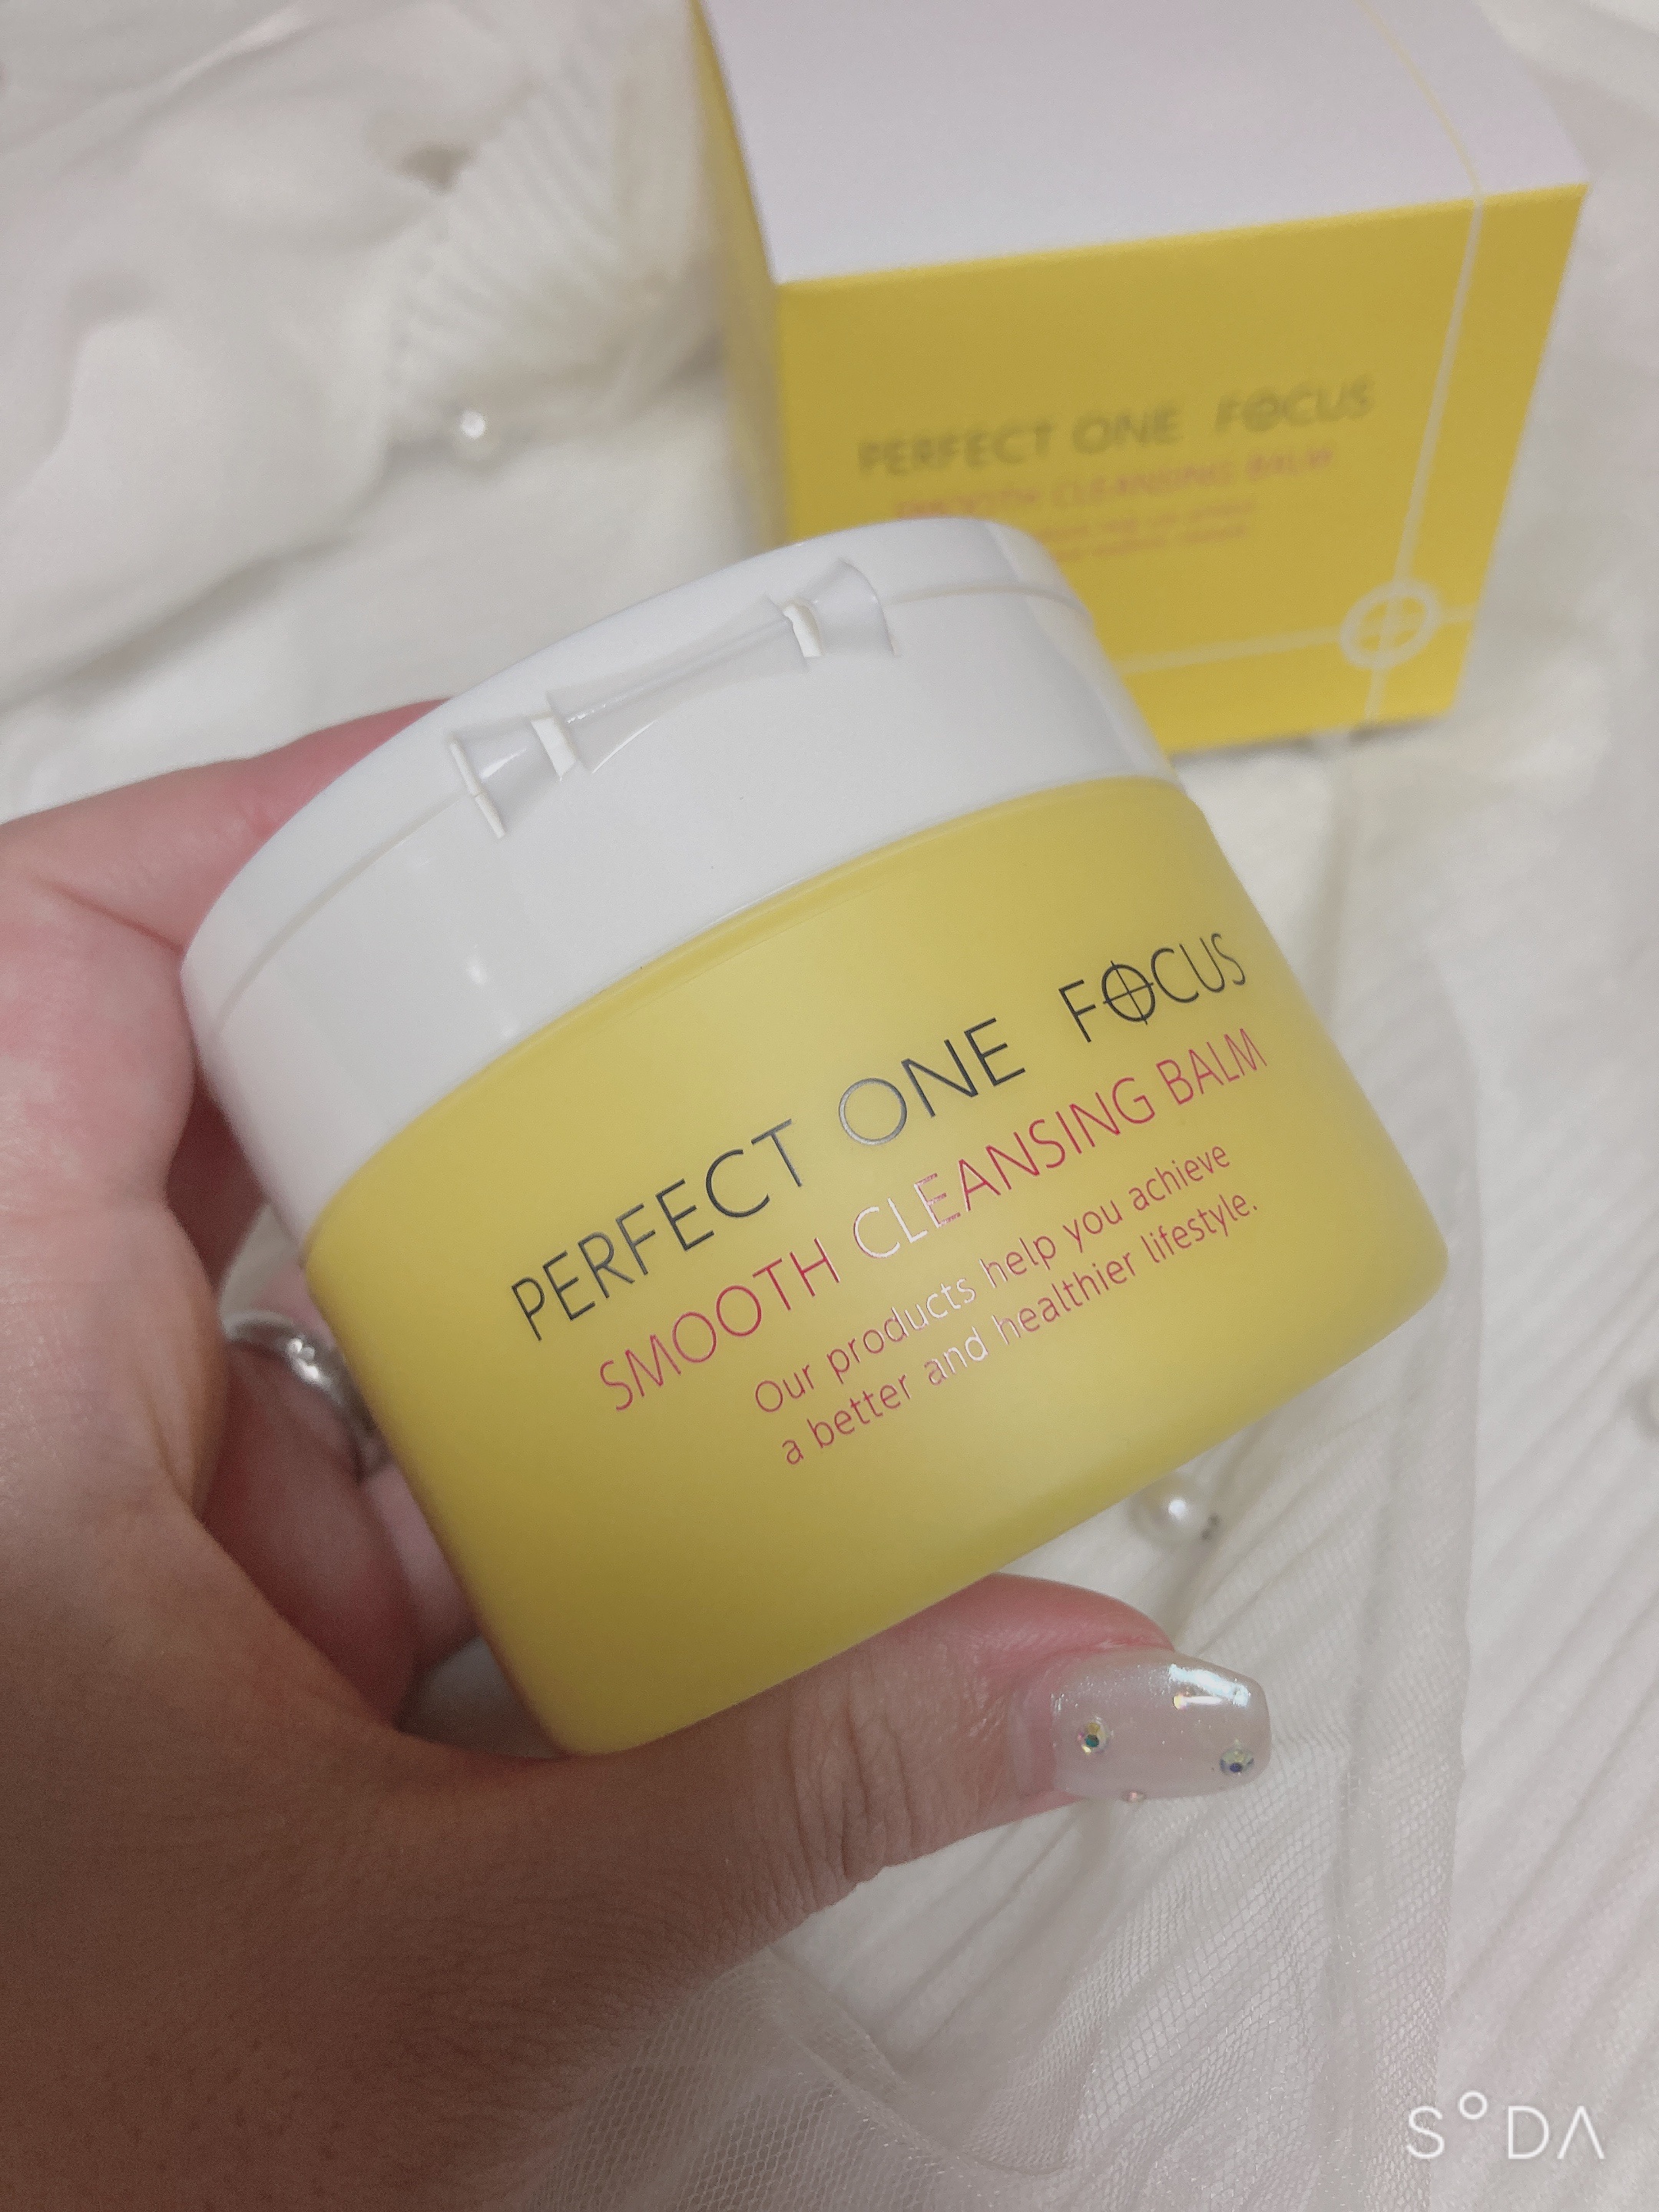 PERFECT ONE FOCUS
SMOOTH CLEANSING BALM
PERFECT ONE FOCUS
SMOOTH CLEANSING BALM
Our products help you achieve
a better and healthier lifestyle.
SODA